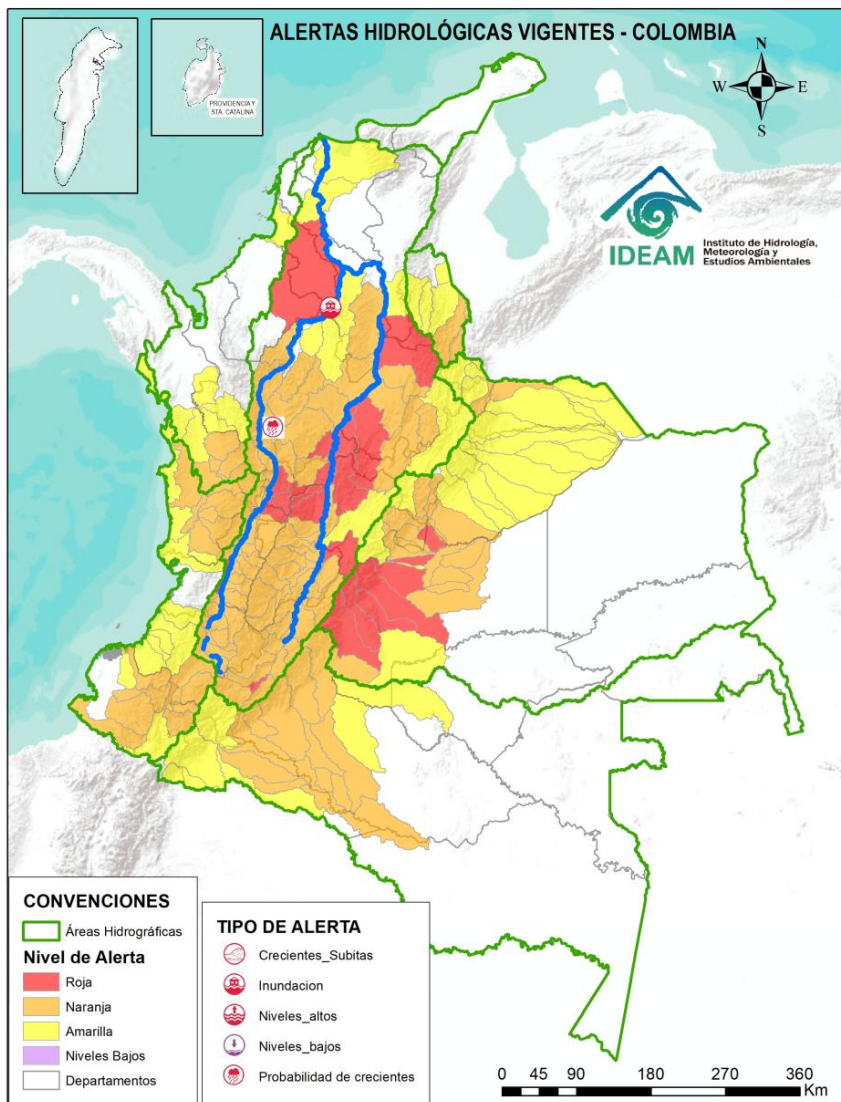 ALERTAS HIDROLÓGICAS VIGENTES - COLOMBIA
PROVIDENCIA Y
STA. CATALINA
N
W
E
S
IDEAM
Instituto de Hidrología,
Meteorología y
Estudios Ambientales
CONVENCIONES
Áreas Hidrográficas
Nivel de Alerta
Roja
Naranja
Amarilla
Niveles Bajos
Departamentos
TIPO DE ALERTA
Crecientes_Subitas
Inundacion
Niveles_altos
Niveles_bajos
Probabilidad de crecientes
0 45 90 180 270 360
Km